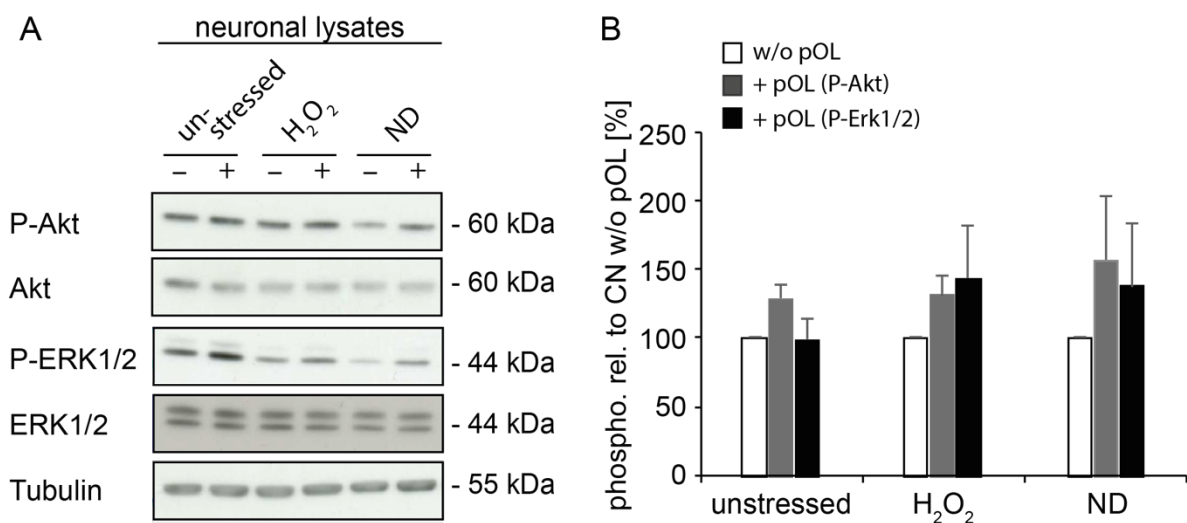 A
neuronal lysates
un-
stressed
H₂O₂
ND
– + – + – +
P-Akt - 60 kDa
Akt - 60 kDa
P-ERK1/2 - 44 kDa
ERK1/2 - 44 kDa
Tubulin - 55 kDa
B
w/o pOL
+ pOL (P-Akt)
+ pOL (P-Erk1/2)
phospho. rel. to CN w/o pOL [%]
250
200
150
100
50
0
unstressed H₂O₂ ND